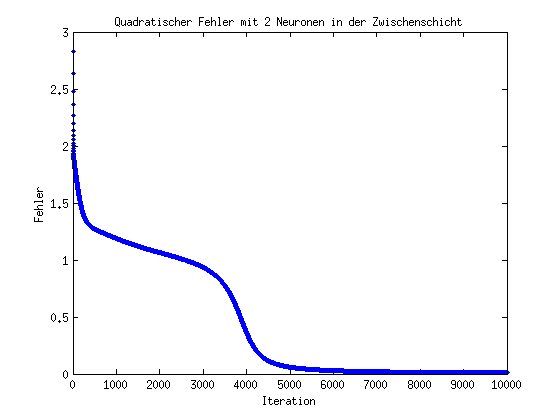 Quadratischer Fehler mit 2 Neuronen in der Zwischenschicht
3
2.5
2
1.5
1
0.5
0
Fehler
0 1000 2000 3000 4000 5000 6000 7000 8000 9000 10000
Iteration